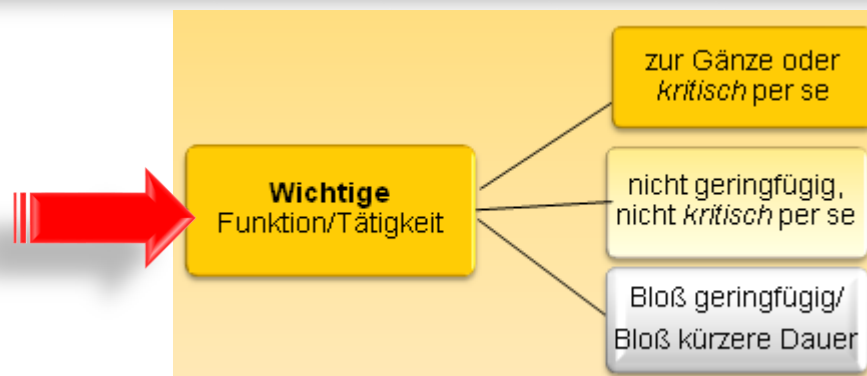 zur Gänze oder
kritisch per se
Wichtige
Funktion/Tätigkeit
nicht geringfügig,
nicht kritisch per se
Bloß geringfügig/
Bloß kürzere Dauer